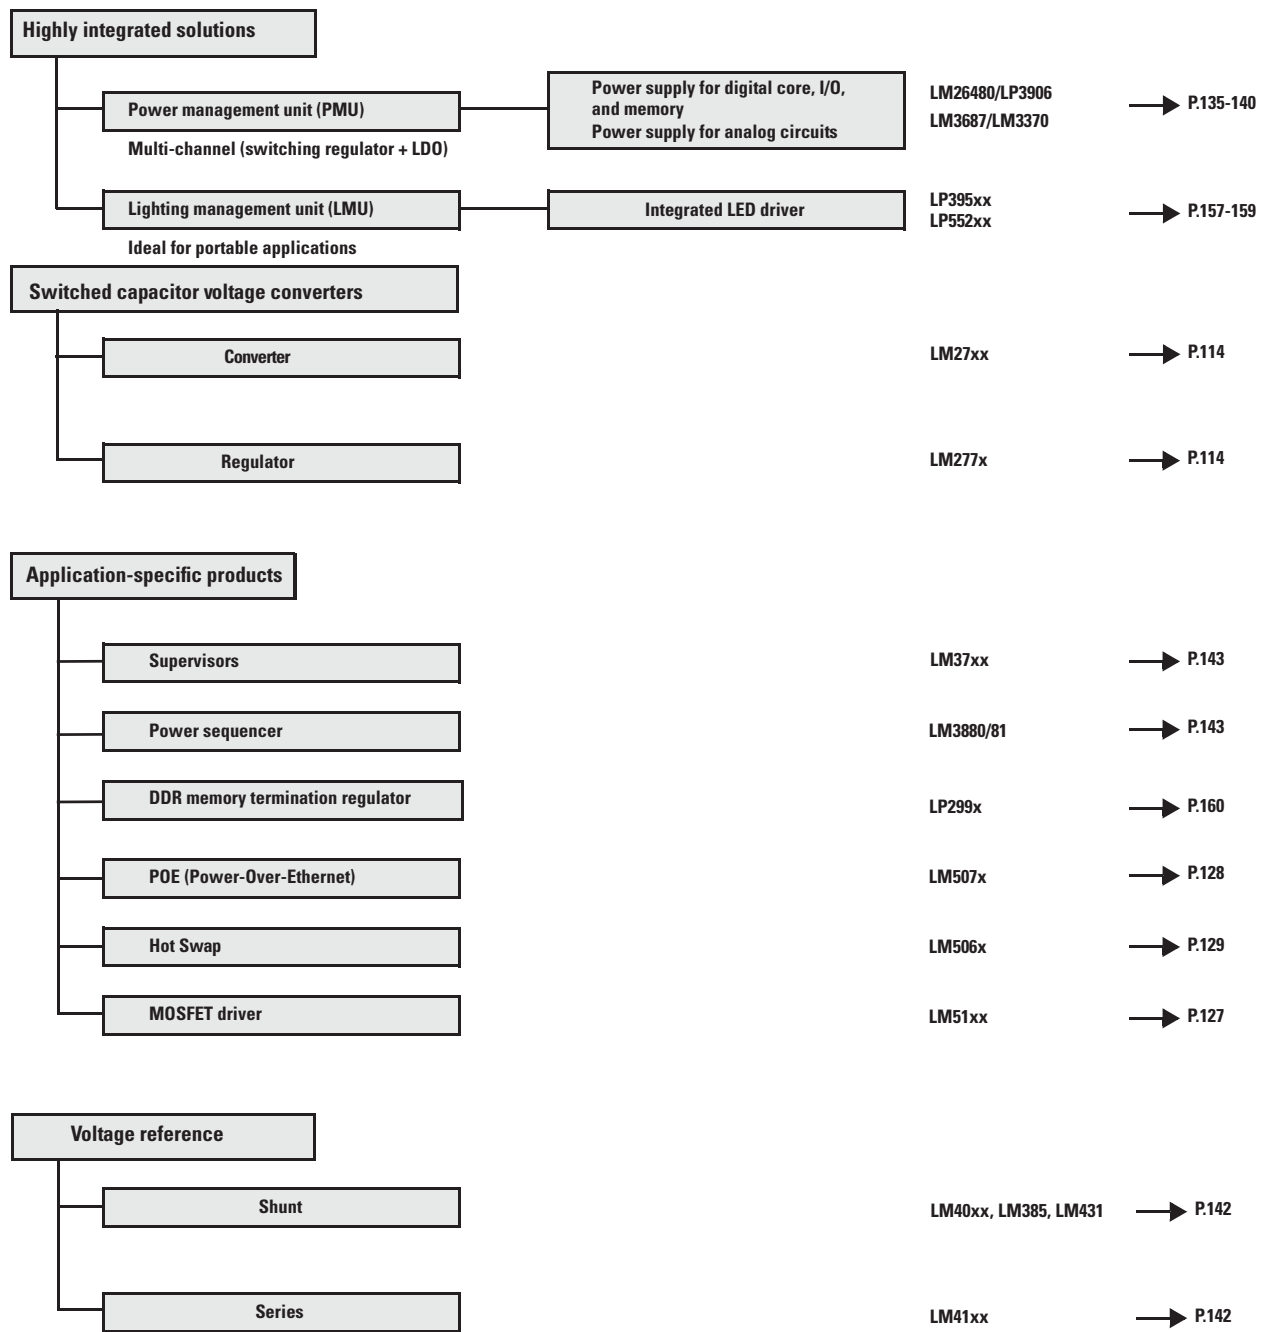 Highly integrated solutions
Power management unit (PMU)
Multi-channel (switching regulator + LDO)
Power supply for digital core, I/O,
and memory
Power supply for analog circuits
LM26480/LP3906
LM3687/LM3370
P.135-140
Lighting management unit (LMU)
Ideal for portable applications
Integrated LED driver
LP395xx
LP552xx
P.157-159
Switched capacitor voltage converters
Converter
LM27xx
P.114
Regulator
LM277x
P.114
Application-specific products
Supervisors
LM37xx
P.143
Power sequencer
LM3880/81
P.143
DDR memory termination regulator
LP299x
P.160
POE (Power-Over-Ethernet)
LM507x
P.128
Hot Swap
LM506x
P.129
MOSFET driver
LM51xx
P.127
Voltage reference
Shunt
LM40xx, LM385, LM431
P.142
Series
LM41xx
P.142